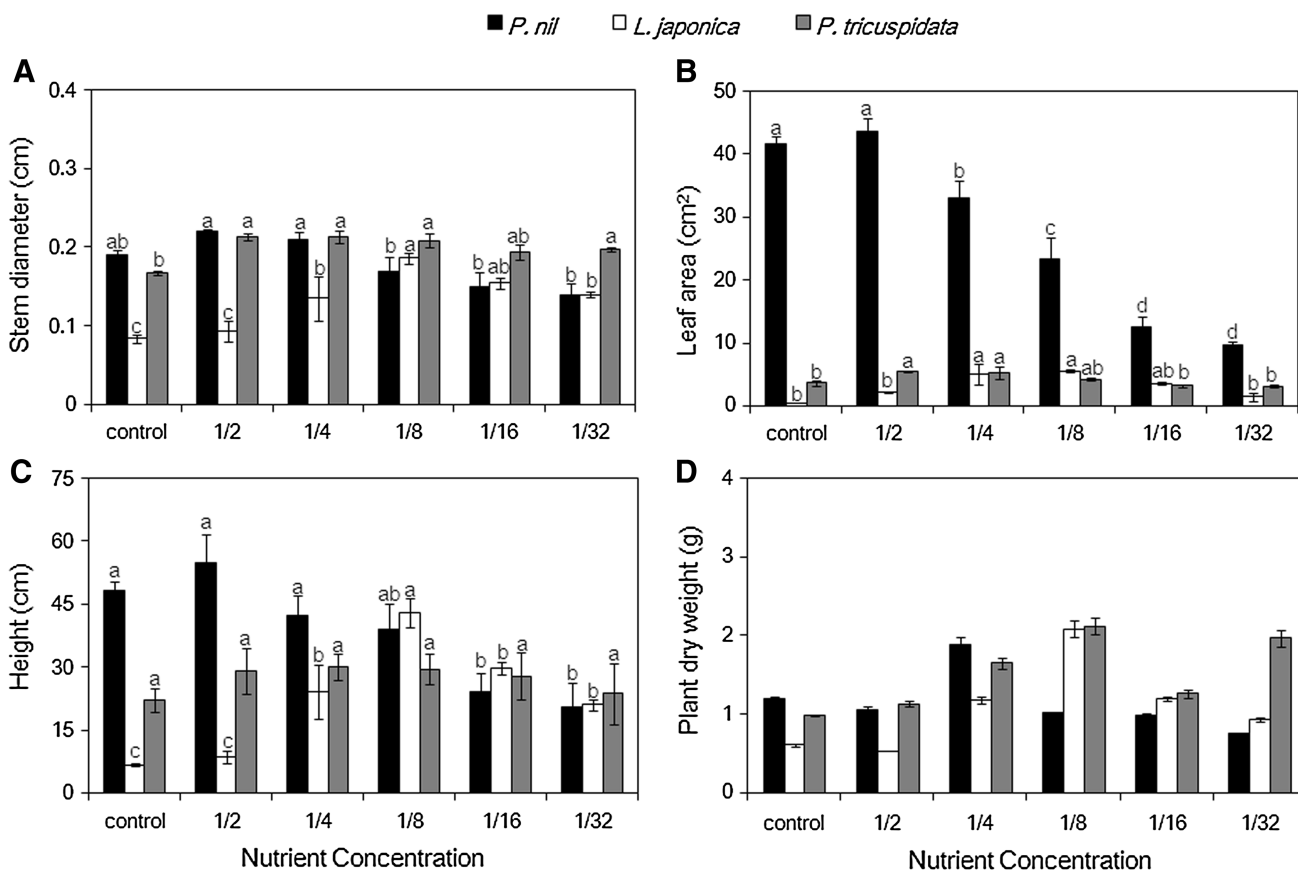 P. nil L. japonica P. tricuspidata
A
Stem diameter (cm)
0.4
0.3
0.2
0.1
0
ab
c
b
a
c
a
a
b
a
b
a
a
b
ab
ab
b
b
a
control 1/2 1/4 1/8 1/16 1/32
B
Leaf area (cm²)
50
40
30
20
10
0
a
b
b
a
b
a
b
a
a
c
a
ab
d
ab
b
d
b
b
control 1/2 1/4 1/8 1/16 1/32
C
Height (cm)
75
60
45
30
15
0
a
c
a
a
c
a
a
b
a
ab
a
a
b
b
a
b
b
a
control 1/2 1/4 1/8 1/16 1/32
Nutrient Concentration
D
Plant dry weight (g)
4
3
2
1
0
control 1/2 1/4 1/8 1/16 1/32
Nutrient Concentration